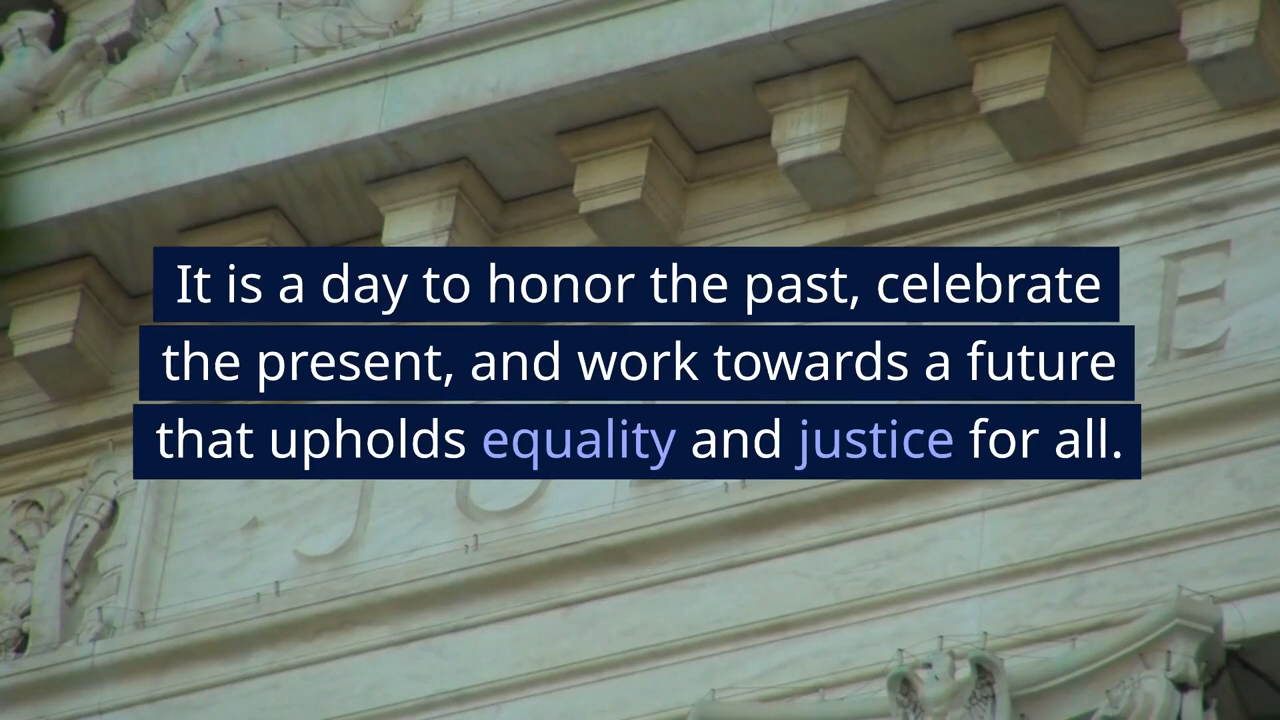 It is a day to honor the past, celebrate
the present, and work towards a future
that upholds equality and justice for all.